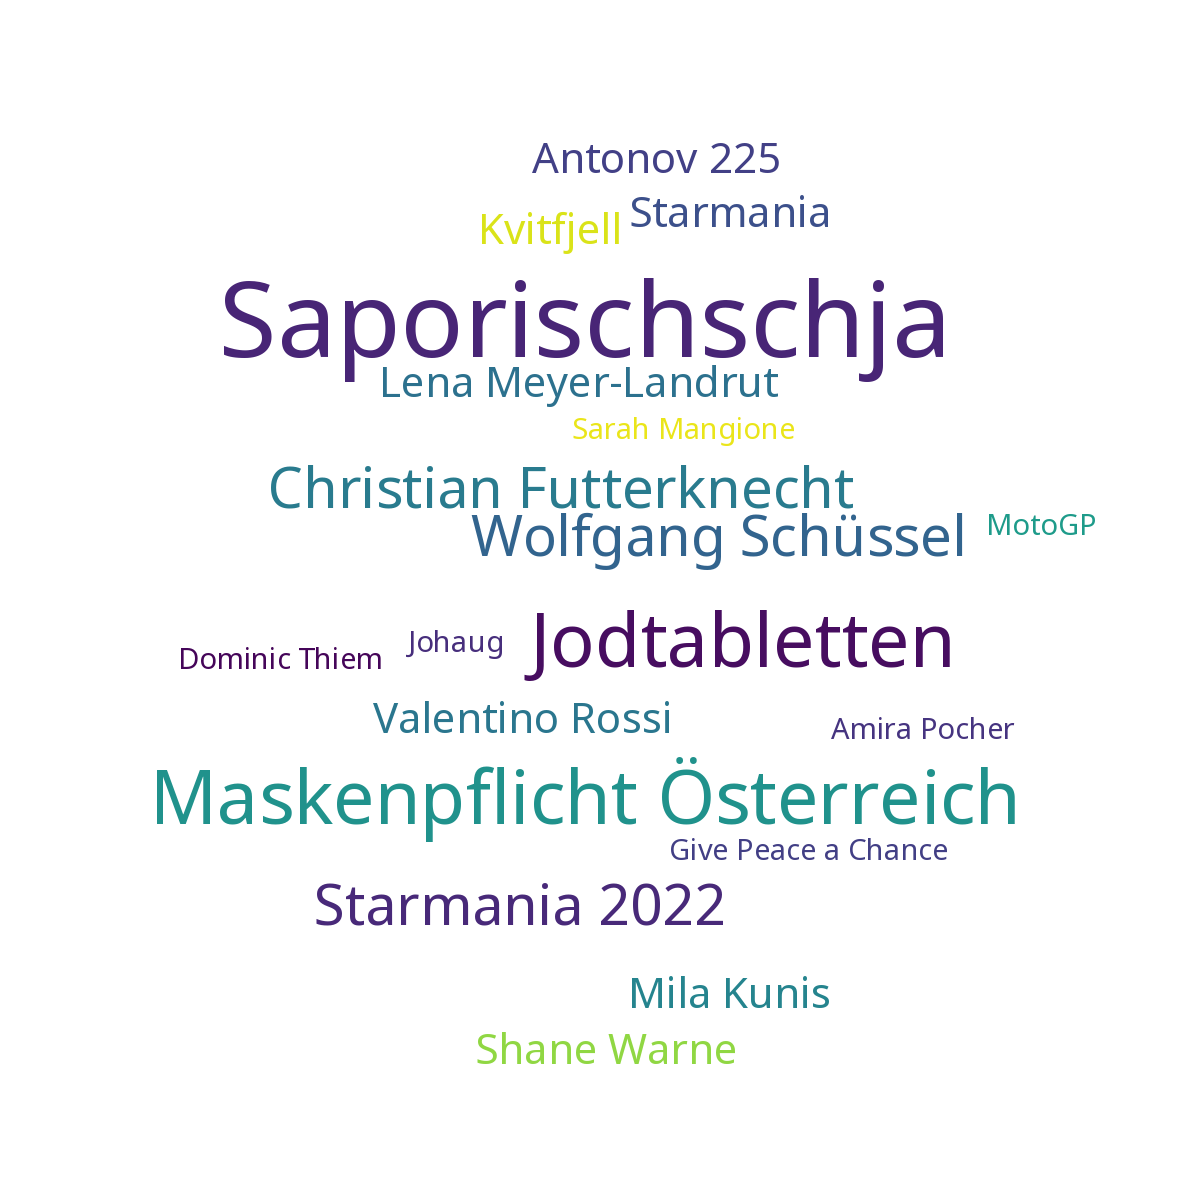 Antonov 225
Starmania
Kvitfjell
Saporischschja
Lena Meyer-Landrut
Sarah Mangione
Christian Futterknecht
Wolfgang Schüssel
MotoGP
Jodtabletten
Johaug
Dominic Thiem
Valentino Rossi
Amira Pocher
Maskenpflicht Österreich
Give Peace a Chance
Starmania 2022
Mila Kunis
Shane Warne